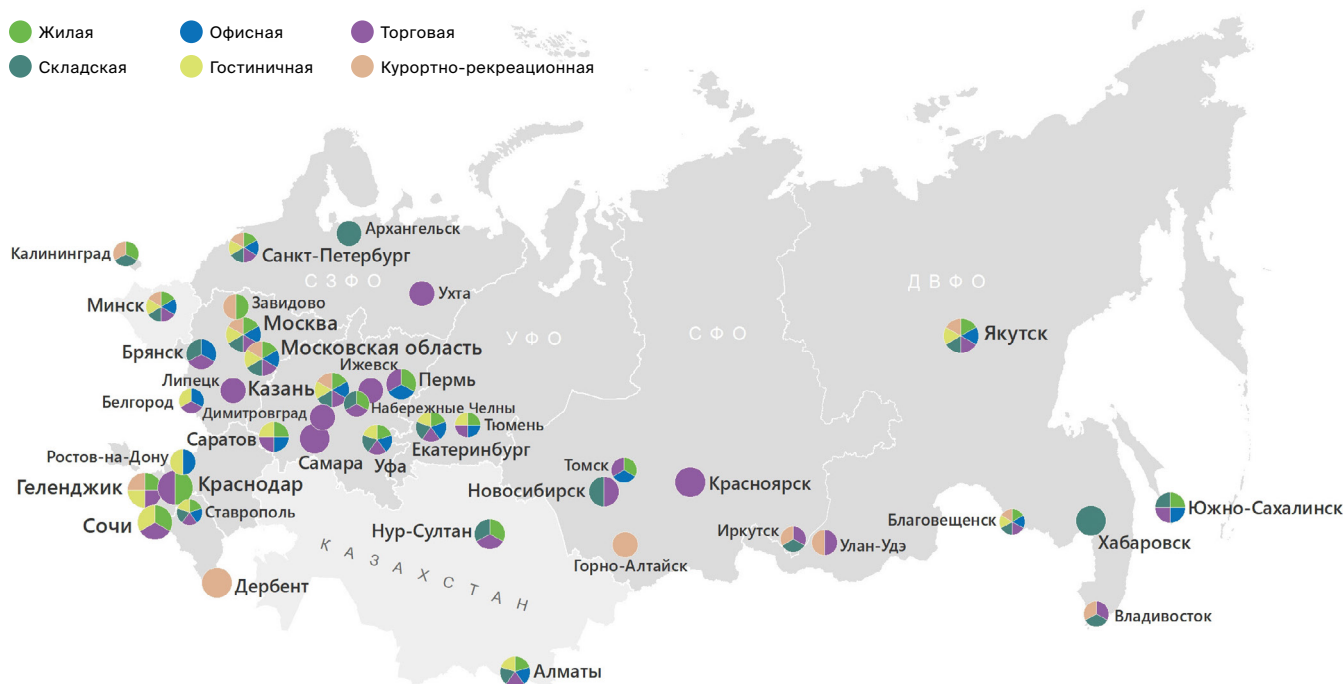 Жилая
Офисная
Торговая
Складская
Гостиничная
Курортно-рекреационная
Архангельск
Калининград
Санкт-Петербург
СЗФО
ДВФО
Ухта
Минск
Завидово
Москва
УФО
СФО
Якутск
Брянск
Московская область
Ижевск
Липецк
Казань
Пермь
Белгород
Димитровград
Набережные Челны
Тюмень
Саратов
Самара
Уфа
Екатеринбург
Ростов-на-Дону
Томск
Геленджик
Краснодар
Новосибирск
Красноярск
Ставрополь
Сочи
Нур-Султан
Иркутск
Улан-Удэ
Благовещенск
Южно-Сахалинск
Хабаровск
КАЗАХСТАН
Горно-Алтайск
Дербент
Владивосток
Алматы